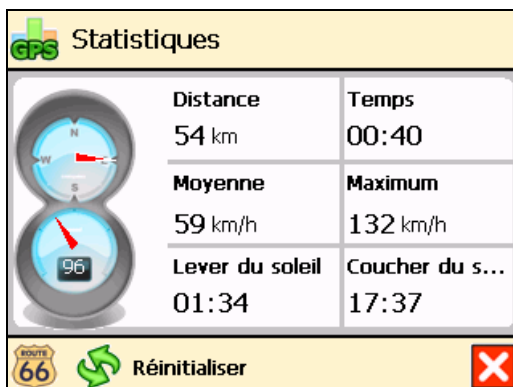 GPS Statistiques
Distance
54 km
Temps
00:40
Moyenne
59 km/h
Maximum
132 km/h
Lever du soleil
01:34
Coucher du s...
17:37
N
W
E
S
96
ROUTE
66
Réinitialiser